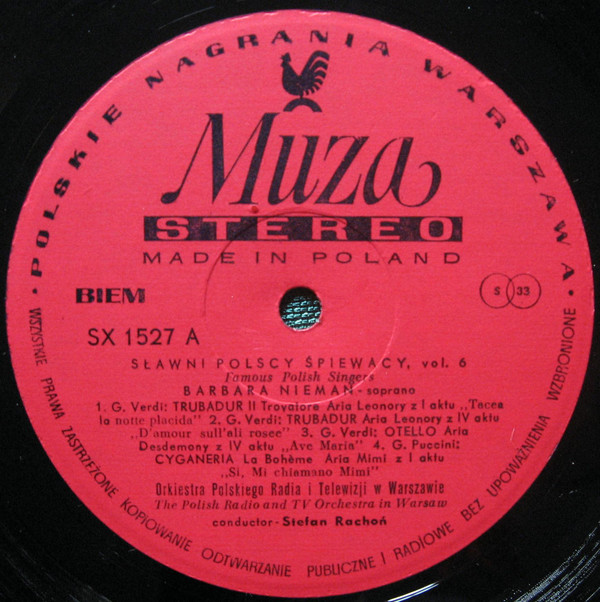 • POLSKIE NAGRANIA WARSZAWA •
Muza
STEREO
MADE IN POLAND
BIEM
S 33
SX 1527 A
SŁAWNI POLSCY ŚPIEWACY, vol. 6
Famous Polish Singers
BARBARA NIEMAN - soprano
1. G. Verdi: TRUBADUR II Trovatore Aria Leonory z I aktu „Tacea
la notte placida" 2. G. Verdi: TRUBADUR Aria Leonory z IV aktu
„D'amour sull'ali rosee" 3. G. Verdi: OTELLO Aria
Desdemony z IV aktu „Ave Maria" 4. G. Puccini:
CYGANERIA La Bohème Aria Mimi z I aktu
„Si, Mi chiamano Mimi"
Orkiestra Polskiego Radia i Telewizji w Warszawie
The Polish Radio and TV Orchestra in Warsaw
conductor - Stefan Rachoń
WSZYSTKIE PRAWA ZASTRZEŻONE KOPIOWANIE ODTWARZANIE PUBLICZNE I RADIOWE BEZ UPOWAŻNIENIA WZBRONIONE